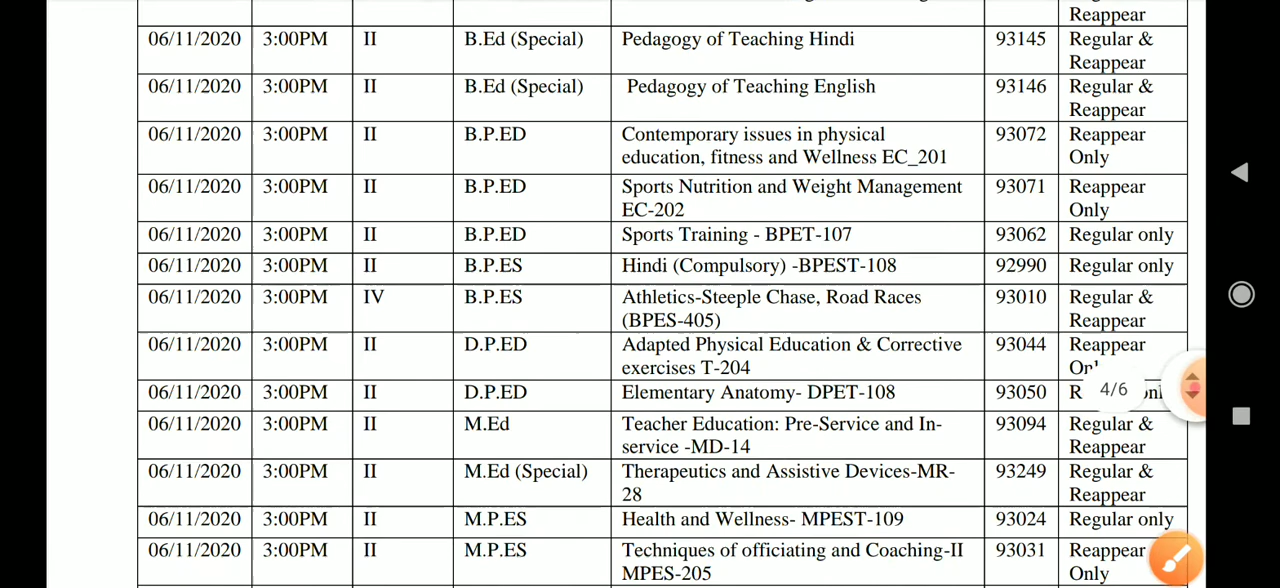 Reappear
06/11/2020 3:00PM II B.Ed (Special) Pedagogy of Teaching Hindi 93145 Regular &
Reappear
06/11/2020 3:00PM II B.Ed (Special) Pedagogy of Teaching English 93146 Regular &
Reappear
06/11/2020 3:00PM II B.P.ED Contemporary issues in physical 93072 Reappear
education, fitness and Wellness EC_201 Only
06/11/2020 3:00PM II B.P.ED Sports Nutrition and Weight Management 93071 Reappear
EC-202 Only
06/11/2020 3:00PM II B.P.ED Sports Training - BPET-107 93062 Regular only
06/11/2020 3:00PM II B.P.ES Hindi (Compulsory) -BPEST-108 92990 Regular only
06/11/2020 3:00PM IV B.P.ES Athletics-Steeple Chase, Road Races 93010 Regular &
(BPES-405) Reappear
06/11/2020 3:00PM II D.P.ED Adapted Physical Education & Corrective 93044 Reappear
exercises T-204
06/11/2020 3:00PM II D.P.ED Elementary Anatomy- DPET-108 93050
4/6
06/11/2020 3:00PM II M.Ed Teacher Education: Pre-Service and In- 93094 Regular &
service -MD-14 Reappear
06/11/2020 3:00PM II M.Ed (Special) Therapeutics and Assistive Devices-MR- 93249 Regular &
28 Reappear
06/11/2020 3:00PM II M.P.ES Health and Wellness- MPEST-109 93024 Regular only
06/11/2020 3:00PM II M.P.ES Techniques of officiating and Coaching-II 93031 Reappear
MPES-205 Only